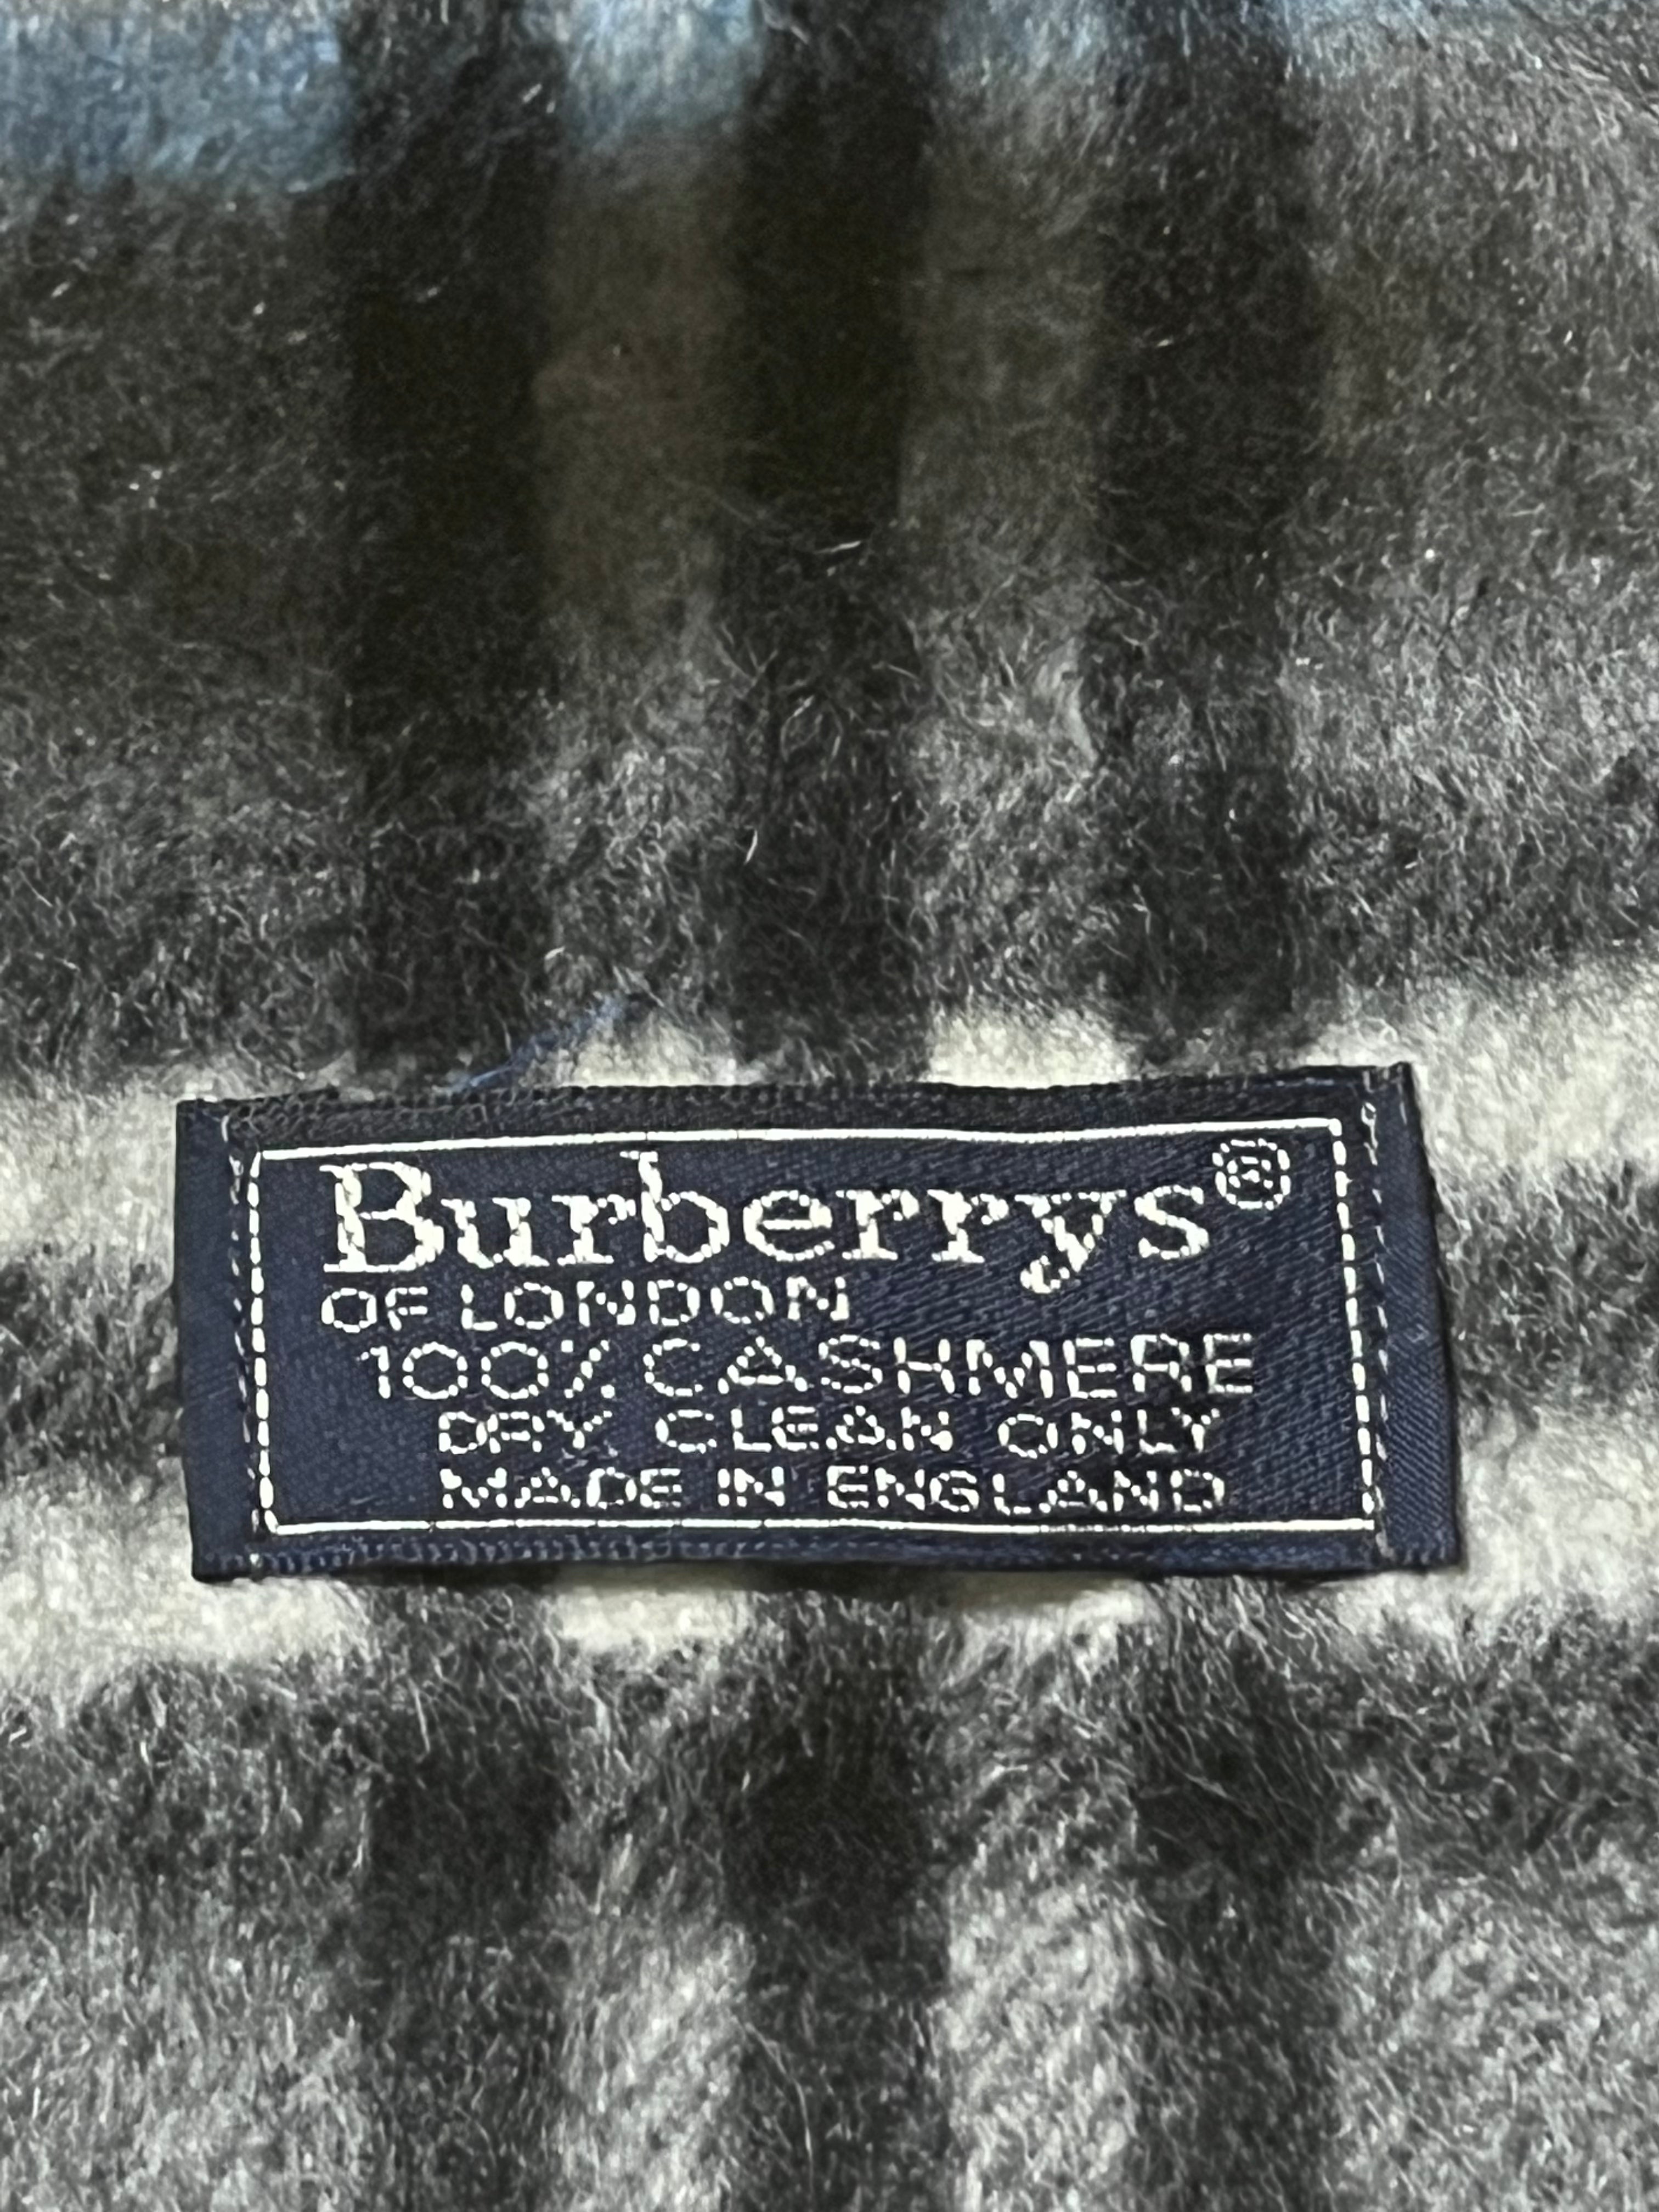 Burberrys®
OF LONDON
100% CASHMERE
DRY CLEAN ONLY
MADE IN ENGLAND